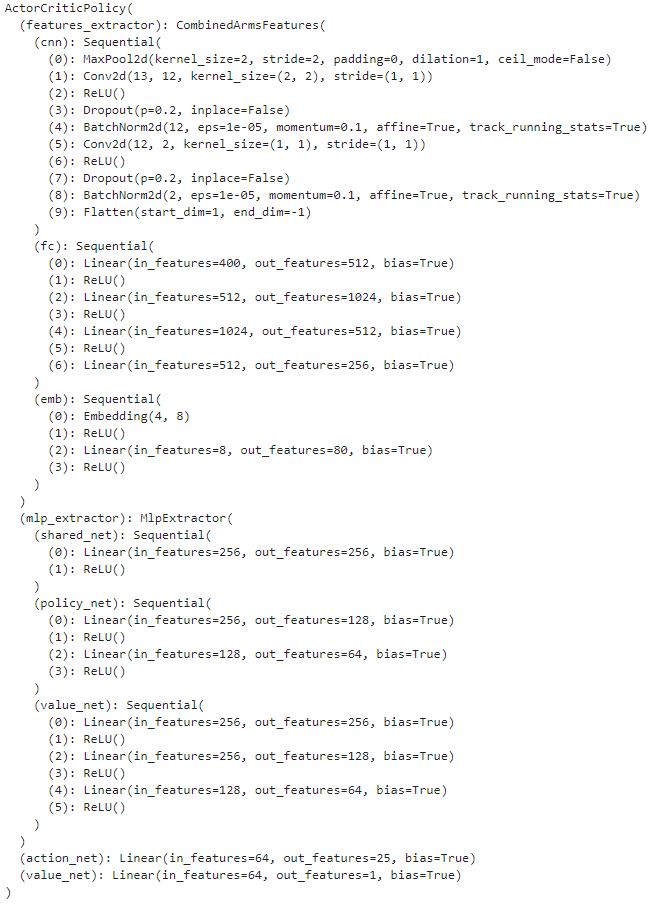 ActorCriticPolicy(
  (features_extractor): CombinedArmsFeatures(
    (cnn): Sequential(
      (0): MaxPool2d(kernel_size=2, stride=2, padding=0, dilation=1, ceil_mode=False)
      (1): Conv2d(13, 12, kernel_size=(2, 2), stride=(1, 1))
      (2): ReLU()
      (3): Dropout(p=0.2, inplace=False)
      (4): BatchNorm2d(12, eps=1e-05, momentum=0.1, affine=True, track_running_stats=True)
      (5): Conv2d(12, 2, kernel_size=(1, 1), stride=(1, 1))
      (6): ReLU()
      (7): Dropout(p=0.2, inplace=False)
      (8): BatchNorm2d(2, eps=1e-05, momentum=0.1, affine=True, track_running_stats=True)
      (9): Flatten(start_dim=1, end_dim=-1)
    )
    (fc): Sequential(
      (0): Linear(in_features=400, out_features=512, bias=True)
      (1): ReLU()
      (2): Linear(in_features=512, out_features=1024, bias=True)
      (3): ReLU()
      (4): Linear(in_features=1024, out_features=512, bias=True)
      (5): ReLU()
      (6): Linear(in_features=512, out_features=256, bias=True)
    )
    (emb): Sequential(
      (0): Embedding(4, 8)
      (1): ReLU()
      (2): Linear(in_features=8, out_features=80, bias=True)
      (3): ReLU()
    )
  )
  (mlp_extractor): MlpExtractor(
    (shared_net): Sequential(
      (0): Linear(in_features=256, out_features=256, bias=True)
      (1): ReLU()
    )
    (policy_net): Sequential(
      (0): Linear(in_features=256, out_features=128, bias=True)
      (1): ReLU()
      (2): Linear(in_features=128, out_features=64, bias=True)
      (3): ReLU()
    )
    (value_net): Sequential(
      (0): Linear(in_features=256, out_features=256, bias=True)
      (1): ReLU()
      (2): Linear(in_features=256, out_features=128, bias=True)
      (3): ReLU()
      (4): Linear(in_features=128, out_features=64, bias=True)
      (5): ReLU()
    )
  )
  (action_net): Linear(in_features=64, out_features=25, bias=True)
  (value_net): Linear(in_features=64, out_features=1, bias=True)
)